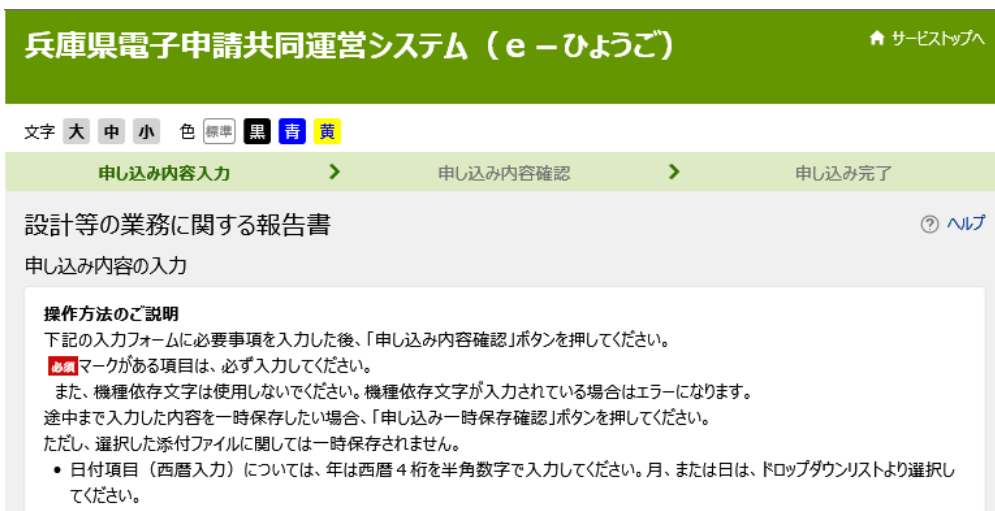 兵庫県電子申請共同運営システム（e－ひょうご）
サービストップへ
文字 大 中 小 色 標準 黒 青 黄
申し込み内容入力 > 申し込み内容確認 > 申し込み完了
設計等の業務に関する報告書
? ヘルプ
申し込み内容の入力
操作方法のご説明
下記の入力フォームに必要事項を入力した後、「申し込み内容確認」ボタンを押してください。
必須マークがある項目は、必ず入力してください。
また、機種依存文字は使用しないでください。機種依存文字が入力されている場合はエラーになります。
途中まで入力した内容を一時保存したい場合、「申し込み一時保存確認」ボタンを押してください。
ただし、選択した添付ファイルに関しては一時保存されません。
• 日付項目（西暦入力）については、年は西暦４桁を半角数字で入力してください。月、または日は、ドロップダウンリストより選択し
てください。